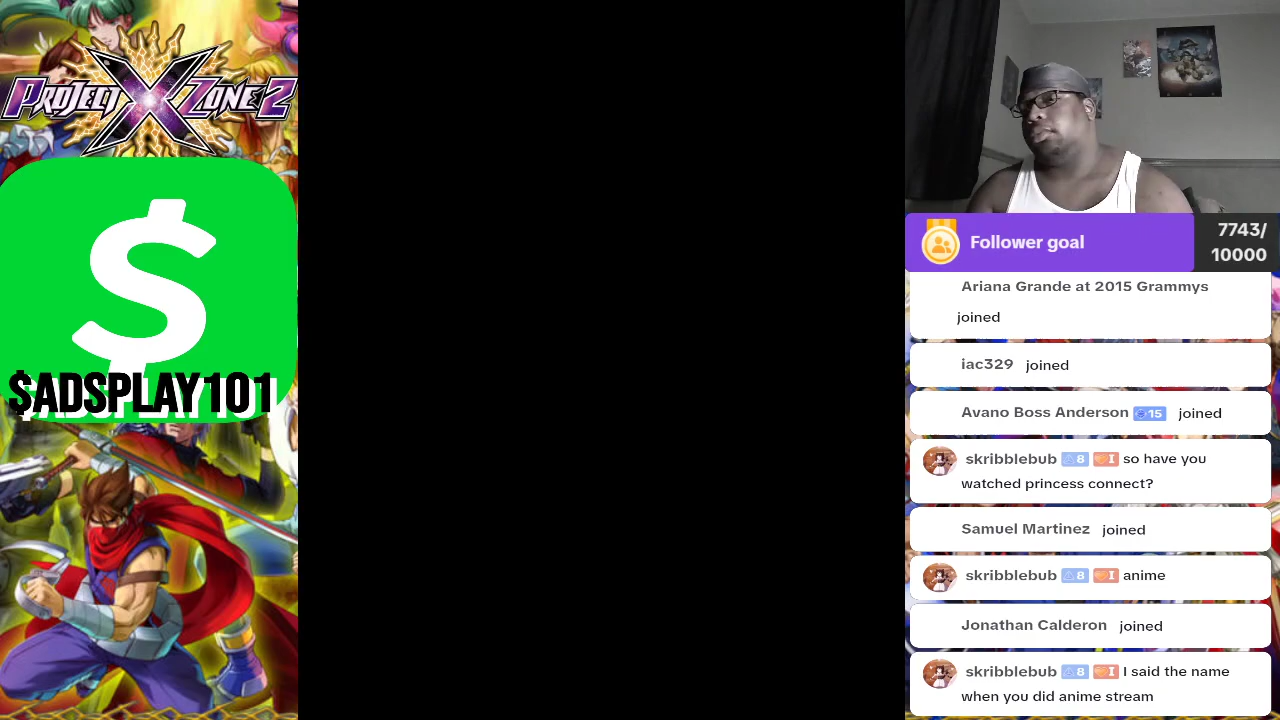 PROJECT X ZONE 2
$
$ADSPLAY101
Follower goal
7743/
10000
Ariana Grande at 2015 Grammys
joined
iac329 joined
Avano Boss Anderson 15 joined
skribblebub 8 I so have you
watched princess connect?
Samuel Martinez joined
skribblebub 8 I anime
Jonathan Calderon joined
skribblebub 8 I I said the name
when you did anime stream